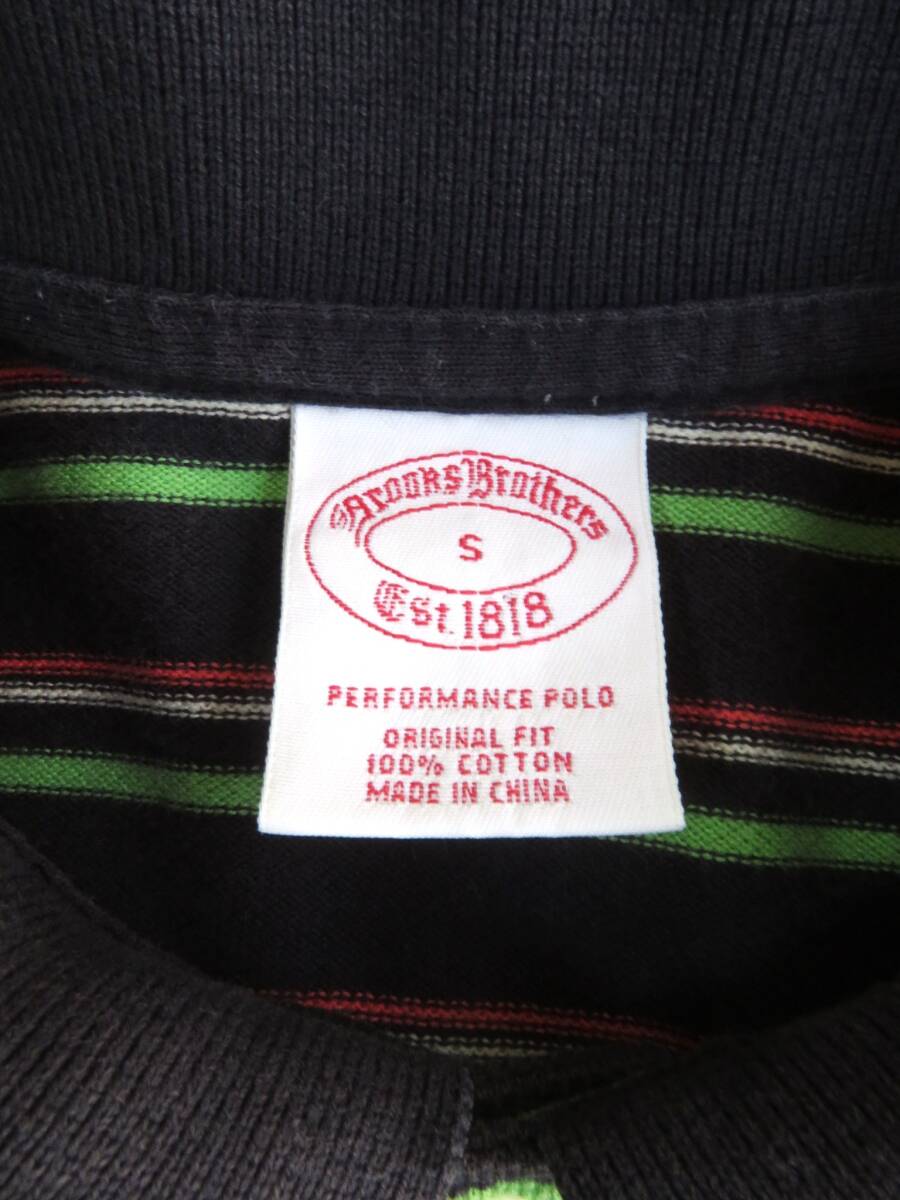 Brooks Brothers
S
Est. 1818
PERFORMANCE POLO
ORIGINAL FIT
100% COTTON
MADE IN CHINA